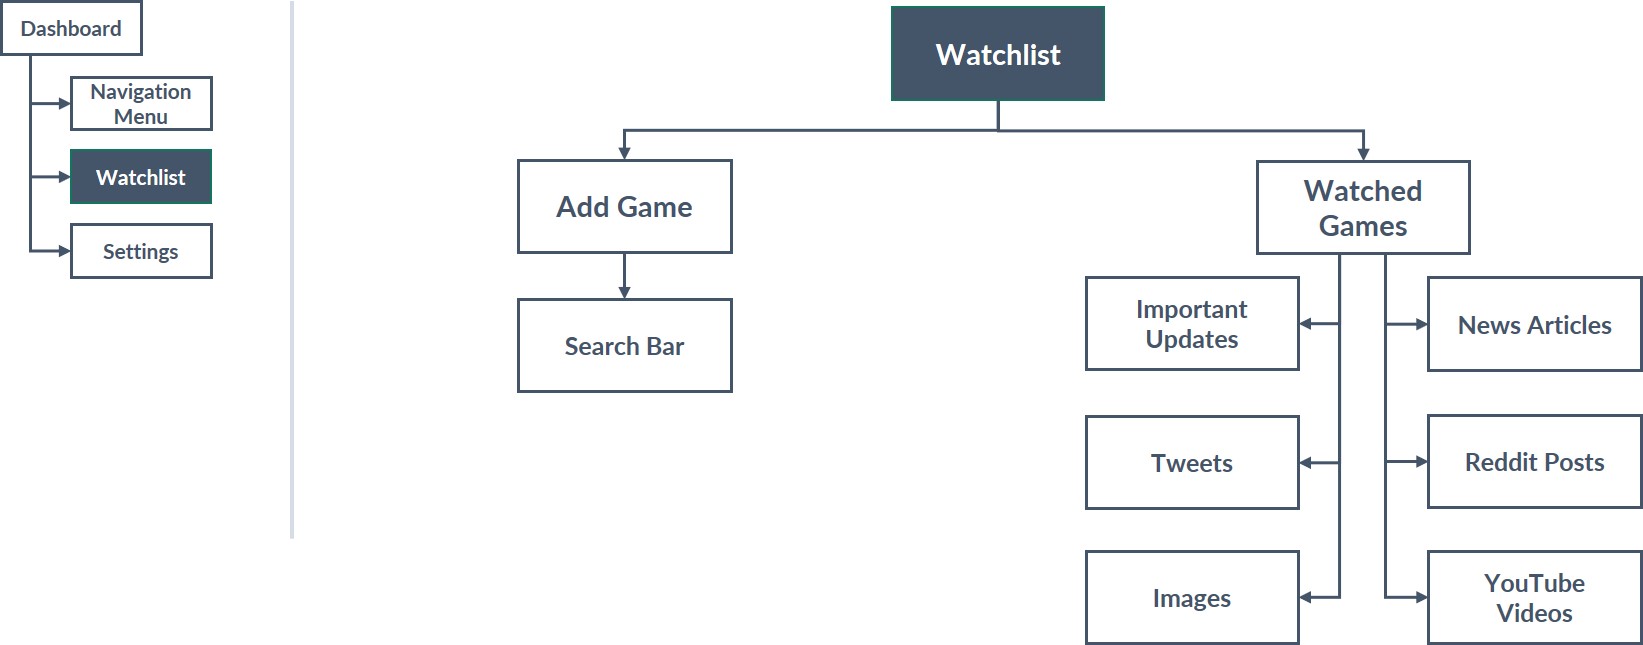 Dashboard
Navigation
Menu
Watchlist
Settings
Watchlist
Add Game
Search Bar
Watched
Games
Important
Updates
News Articles
Tweets
Reddit Posts
Images
YouTube
Videos